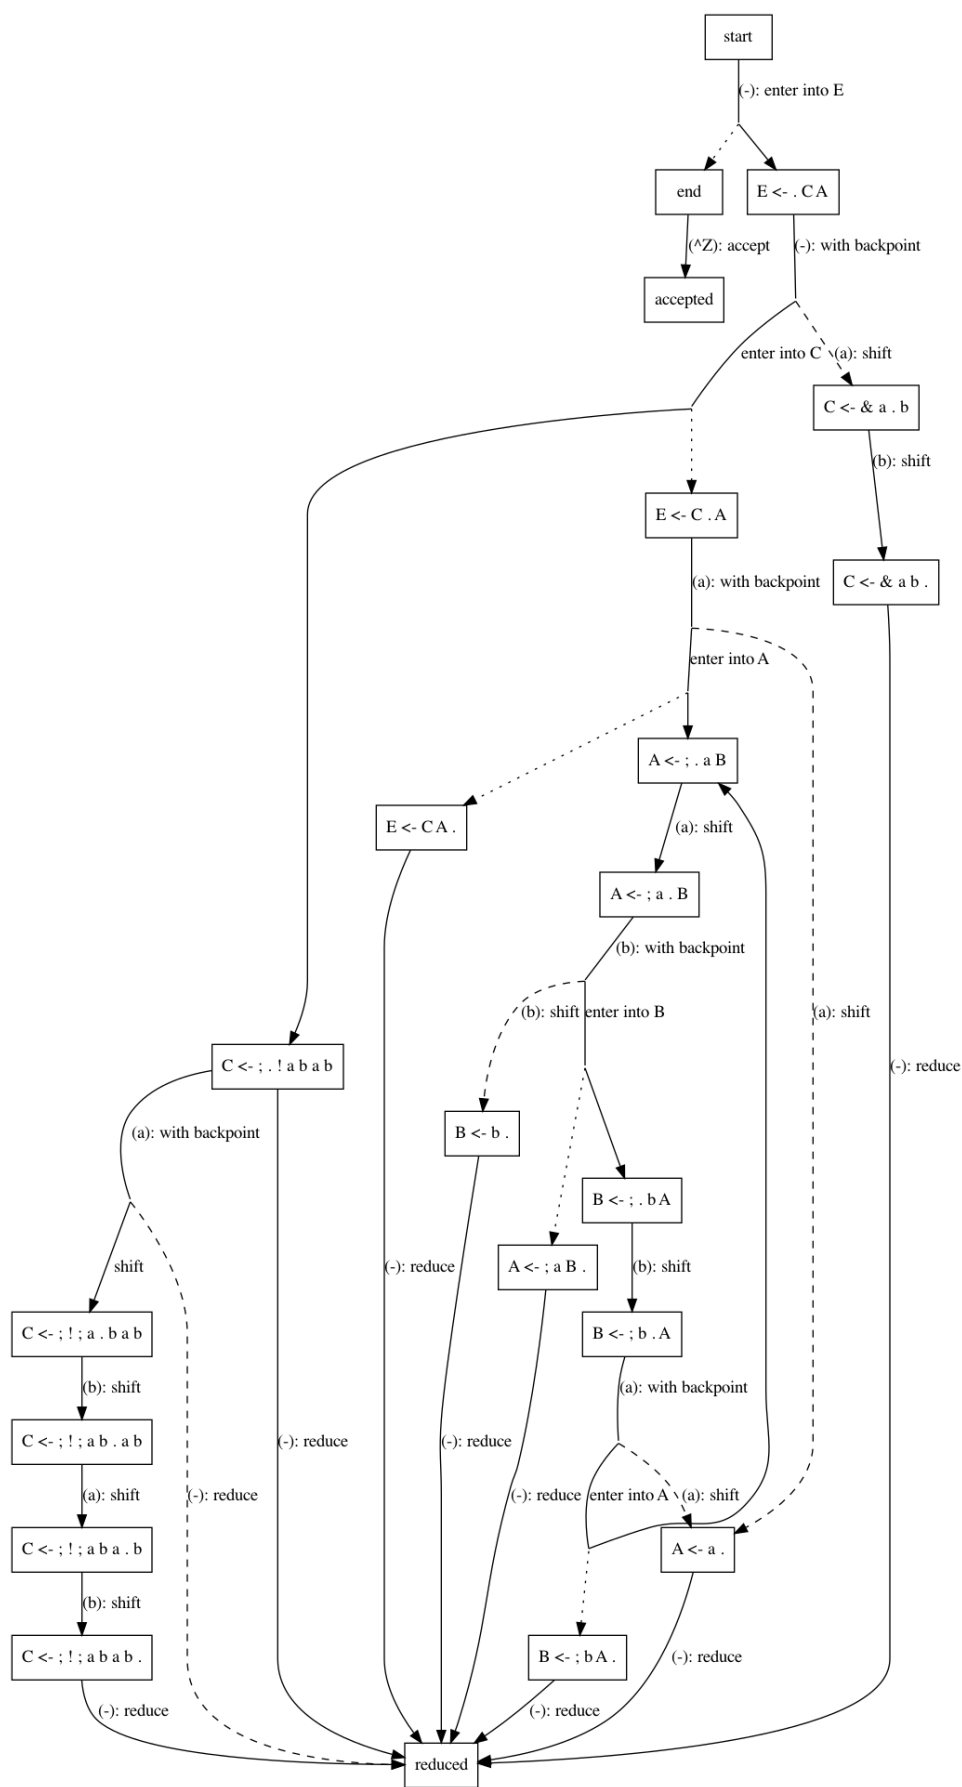 start
(-): enter into E
end
E <- . C A
(^Z): accept
(-): with backpoint
accepted
enter into C
(a): shift
C <- & a . b
(b): shift
E <- C . A
(a): with backpoint
C <- & a b .
enter into A
A <- ; . a B
E <- C A .
(a): shift
A <- ; a . B
(b): with backpoint
(b): shift
enter into B
(a): shift
C <- ; . ! a b a b
(-): reduce
(a): with backpoint
B <- b .
B <- ; . b A
shift
(-): reduce
A <- ; a B .
(b): shift
C <- ; ! ; a . b a b
B <- ; b . A
(b): shift
(a): with backpoint
C <- ; ! ; a b . a b
(-): reduce
(-): reduce
(a): shift
(-): reduce
(-): reduce
enter into A
(a): shift
C <- ; ! ; a b a . b
A <- a .
(b): shift
C <- ; ! ; a b a b .
B <- ; b A .
(-): reduce
(-): reduce
(-): reduce
reduced